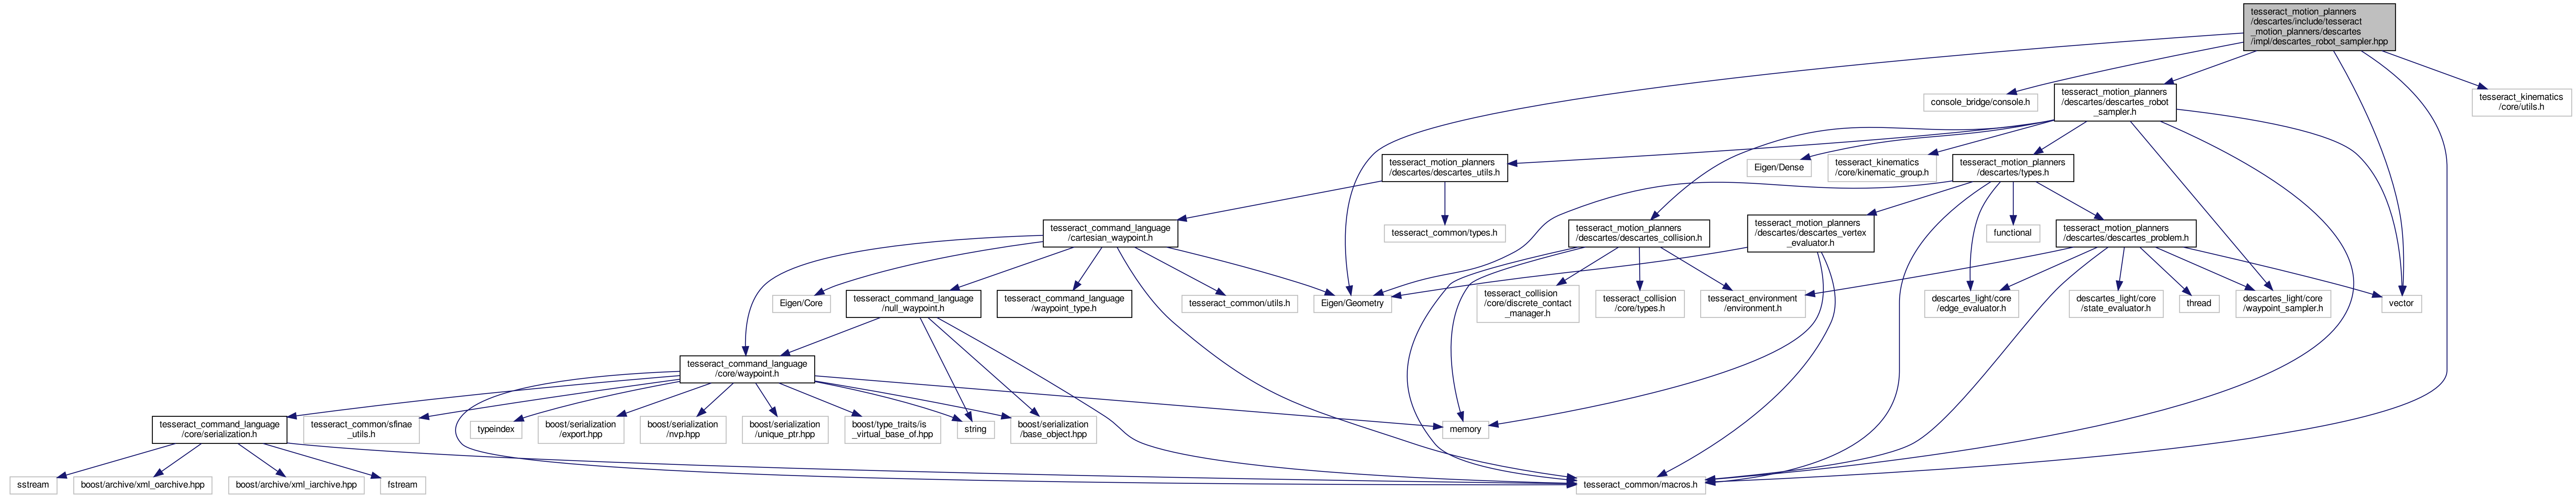 tesseract_motion_planners
/descartes/include/tesseract
_motion_planners/descartes
/impl/descartes_robot_sampler.hpp
console_bridge/console.h
tesseract_motion_planners
/descartes/descartes_robot
_sampler.h
tesseract_kinematics
/core/utils.h
tesseract_motion_planners
/descartes/descartes_utils.h
Eigen/Dense
tesseract_kinematics
/core/kinematic_group.h
tesseract_motion_planners
/descartes/types.h
tesseract_command_language
/cartesian_waypoint.h
tesseract_common/types.h
tesseract_motion_planners
/descartes/descartes_collision.h
tesseract_motion_planners
/descartes/descartes_vertex
_evaluator.h
functional
tesseract_motion_planners
/descartes/descartes_problem.h
Eigen/Core
tesseract_command_language
/null_waypoint.h
tesseract_command_language
/waypoint_type.h
tesseract_common/utils.h
Eigen/Geometry
tesseract_collision
/core/discrete_contact
_manager.h
tesseract_collision
/core/types.h
tesseract_environment
/environment.h
descartes_light/core
/edge_evaluator.h
descartes_light/core
/state_evaluator.h
thread
descartes_light/core
/waypoint_sampler.h
vector
tesseract_command_language
/core/waypoint.h
tesseract_command_language
/core/serialization.h
tesseract_common/sfinae
_utils.h
typeindex
boost/serialization
/export.hpp
boost/serialization
/nvp.hpp
boost/serialization
/unique_ptr.hpp
boost/type_traits/is
_virtual_base_of.hpp
string
boost/serialization
/base_object.hpp
memory
sstream
boost/archive/xml_oarchive.hpp
boost/archive/xml_iarchive.hpp
fstream
tesseract_common/macros.h